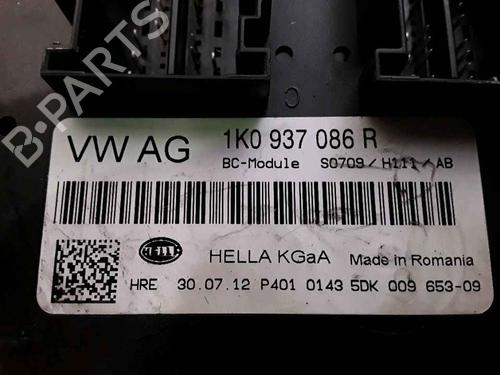 B-PARTS
C
VW AG
1K0 937 086 R
BC-Module S0709/H111/AB
HELLA
HELLA KGaA Made in Romania
HRE 30.07.12 P401 0143 5DK 009 653-09